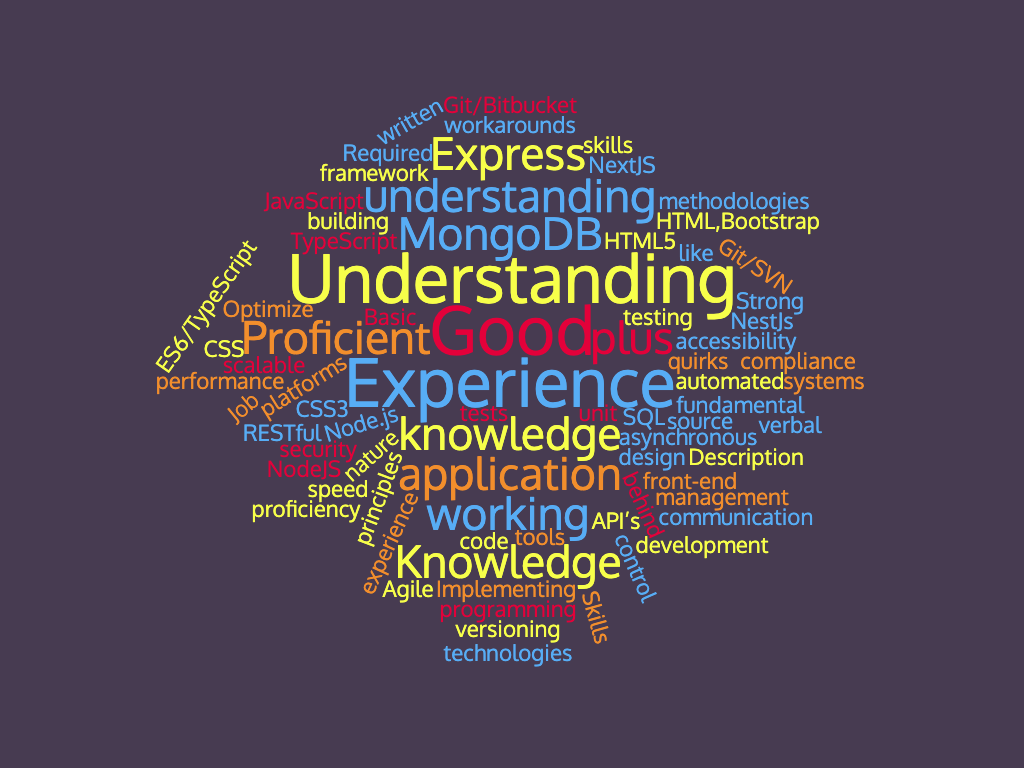 Git/Bitbucket
written
workarounds
Required
Express
skills
NextJS
framework
JavaScript
understanding
methodologies
building
HTML,Bootstrap
TypeScript
MongoDB
HTML5
like
Git/SVN
ES6/TypeScript
Understanding
Strong
Optimize
Basic
Good
plus
testing
NestJs
CSS
Proficient
accessibility
scalable
quirks
compliance
performance
platforms
Experience
automated
systems
Job
CSS3
Node.js
tests
unit
SQL
source
fundamental
verbal
RESTful
knowledge
asynchronous
security
nature
design
Description
NodeJS
principles
application
behind
front-end
speed
management
proficiency
experience
working
API’s
communication
code
tools
control
development
Knowledge
Agile
Implementing
Skills
programming
versioning
technologies